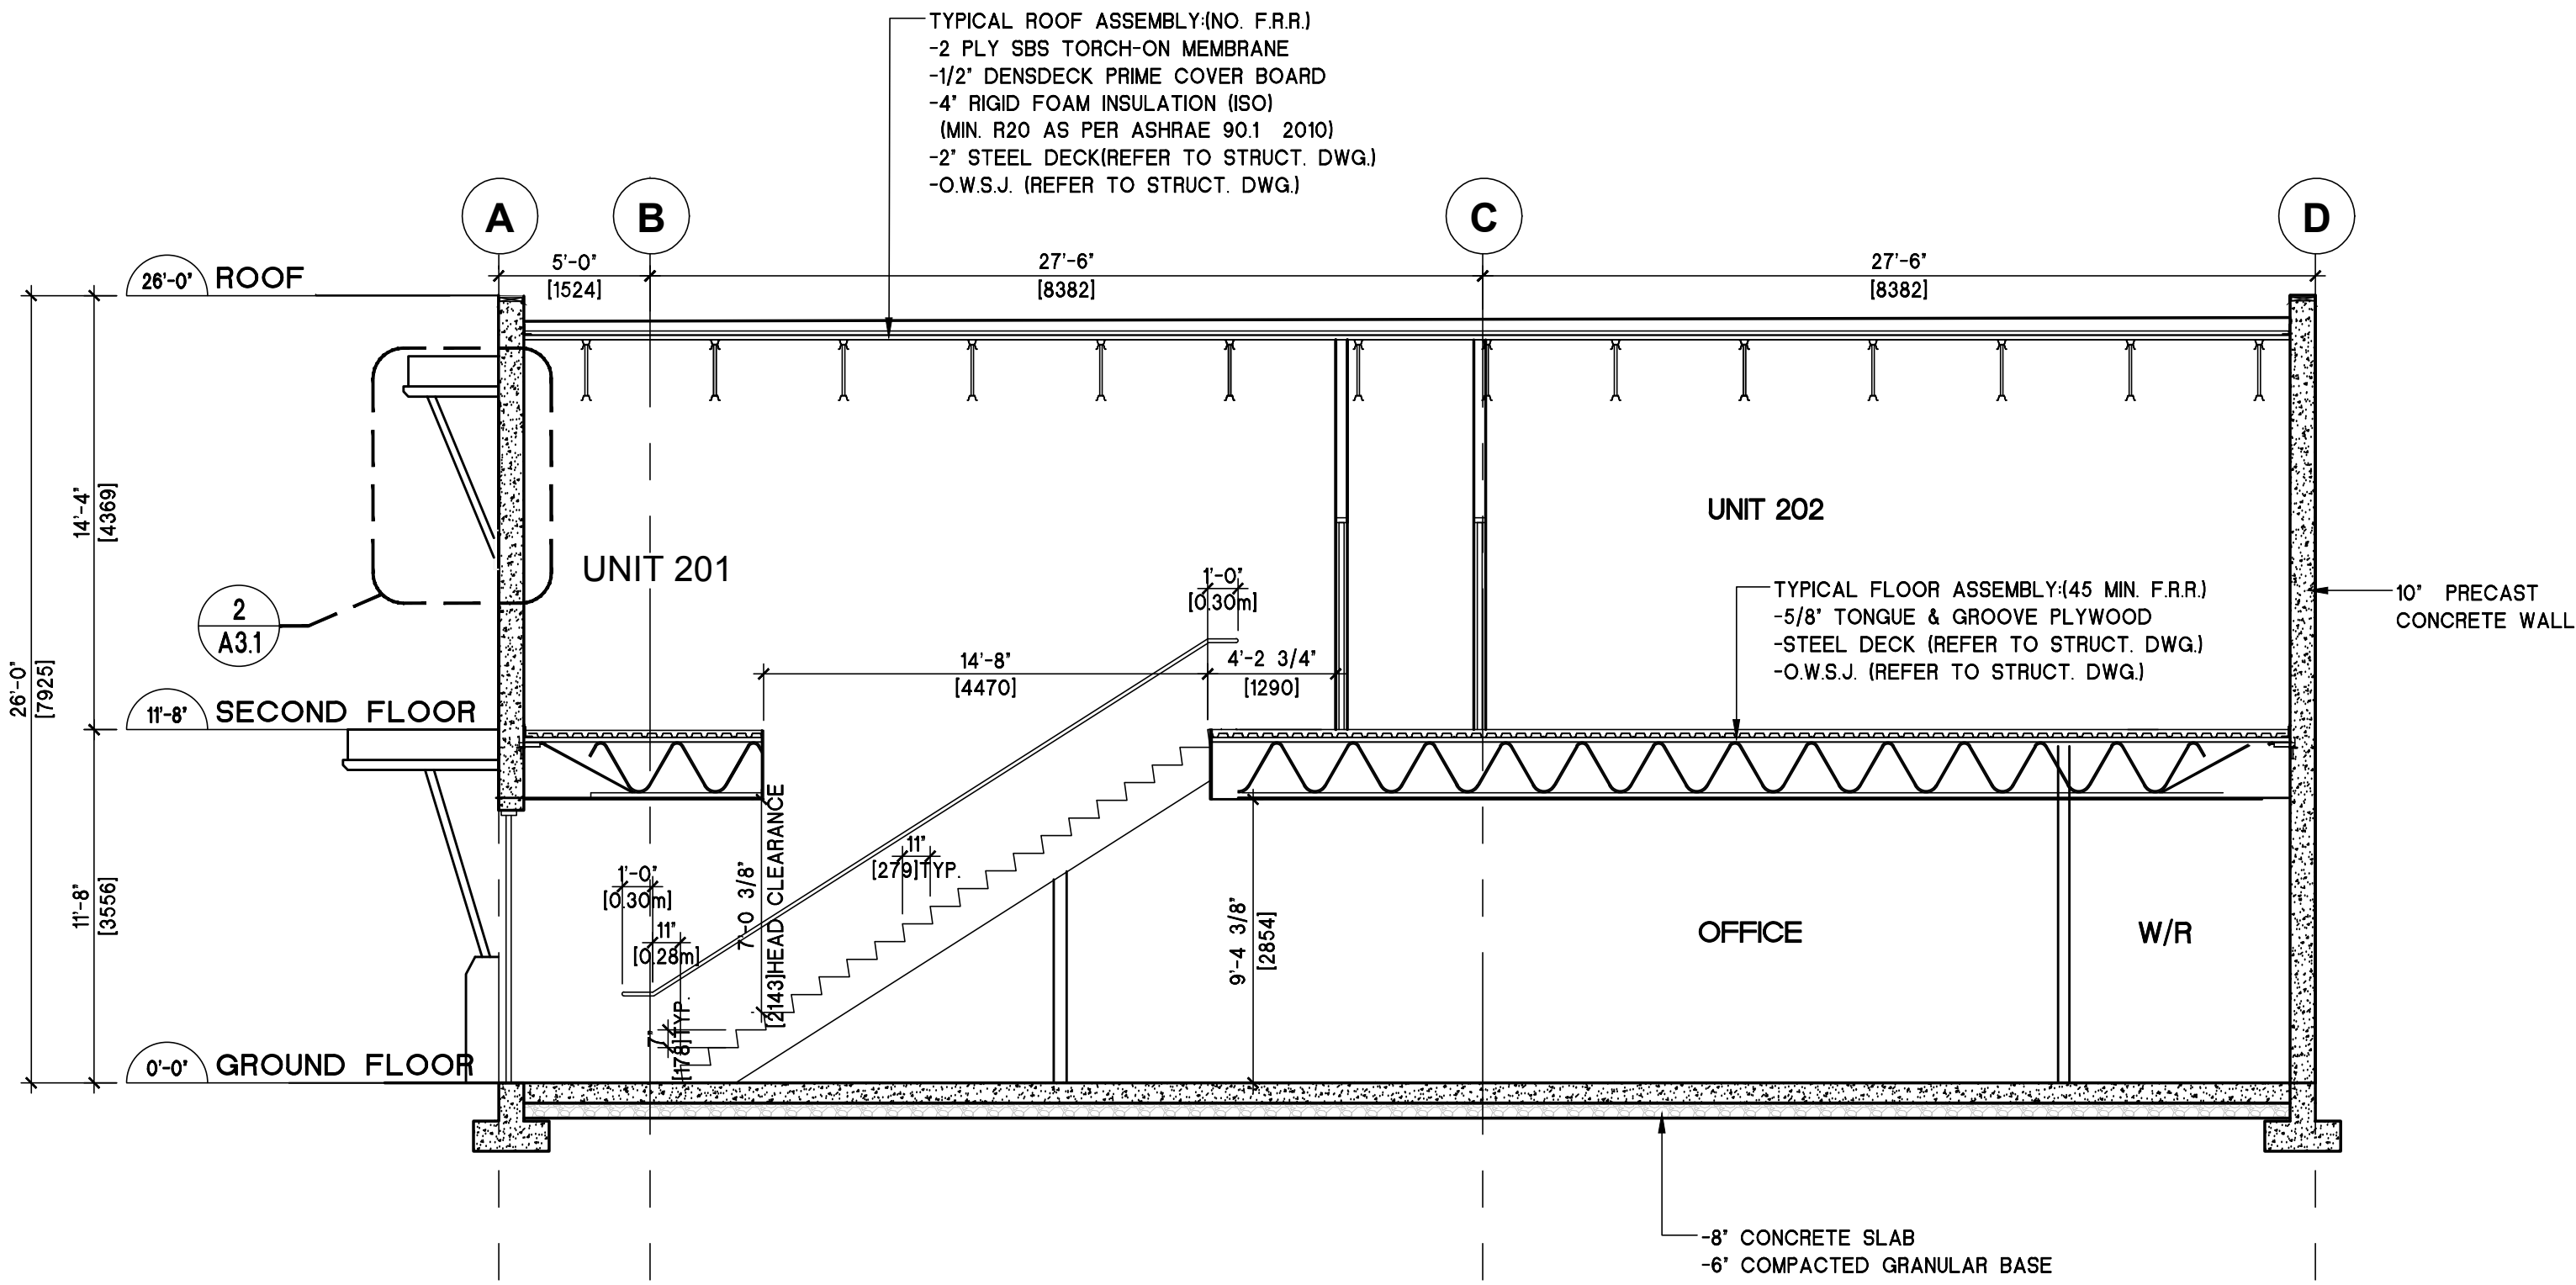 TYPICAL ROOF ASSEMBLY:(NO. F.R.R.)
-2 PLY SBS TORCH-ON MEMBRANE
-1/2" DENSDECK PRIME COVER BOARD
-4" RIGID FOAM INSULATION (ISO)
(MIN. R20 AS PER ASHRAE 90.1 2010)
-2" STEEL DECK(REFER TO STRUCT. DWG.)
-O.W.S.J. (REFER TO STRUCT. DWG.)
A
B
C
D
5'-0"
[1524]
27'-6"
[8382]
27'-6"
[8382]
26'-0" ROOF
14'-4"
[4369]
26'-0"
[7925]
2
A3.1
UNIT 201
UNIT 202
1'-0"
[0.30m]
TYPICAL FLOOR ASSEMBLY:(45 MIN. F.R.R.)
-5/8" TONGUE & GROOVE PLYWOOD
-STEEL DECK (REFER TO STRUCT. DWG.)
-O.W.S.J. (REFER TO STRUCT. DWG.)
10" PRECAST
CONCRETE WALL
14'-8"
[4470]
4'-2 3/4"
[1290]
11'-8" SECOND FLOOR
11'-8"
[3556]
1'-0"
[0.30m]
11"
[0.28m]
7'-0 3/8"
[2143]HEAD CLEARANCE
11"
[279]TYP.
7"
[178]TYP.
9'-4 3/8"
[2854]
OFFICE
W/R
0'-0" GROUND FLOOR
-8" CONCRETE SLAB
-6" COMPACTED GRANULAR BASE